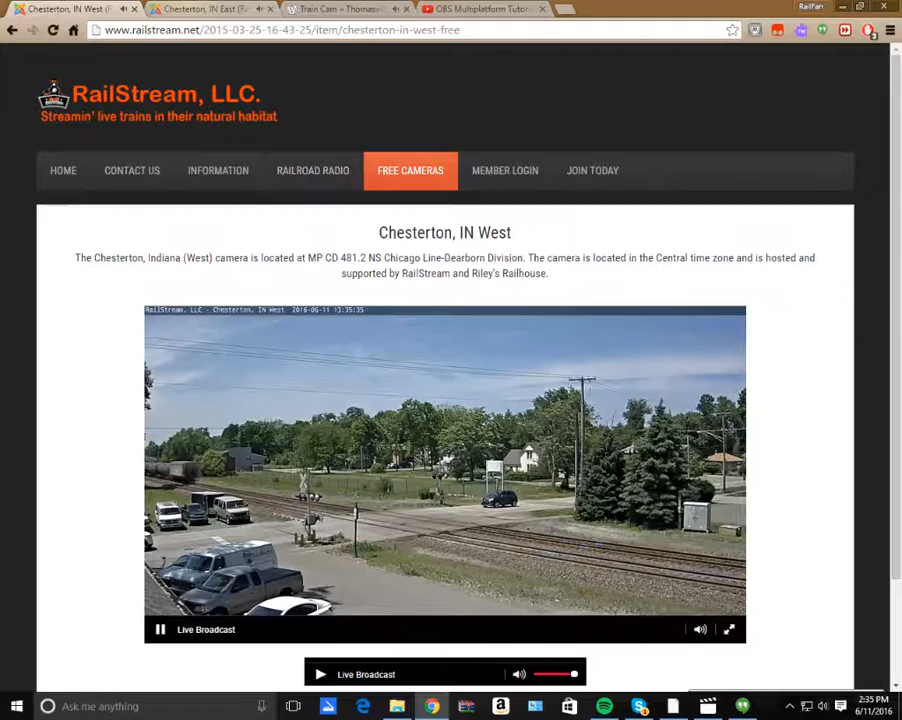 Chesterton, IN West (F
Chesterton, IN East (F
Train Cam « Thomasvi
OBS Multiplatform Tutori
RailFan
www.railstream.net/2015-03-25-16-43-25/item/chesterton-in-west-free
3
RailStream, LLC.
Streamin' live trains in their natural habitat
HOME
CONTACT US
INFORMATION
RAILROAD RADIO
FREE CAMERAS
MEMBER LOGIN
JOIN TODAY
Chesterton, IN West
The Chesterton, Indiana (West) camera is located at MP CD 481.2 NS Chicago Line-Dearborn Division. The camera is located in the Central time zone and is hosted and
supported by RailStream and Riley's Railhouse.
RailStream, LLC - Chesterton, IN West 2016-06-11 13:35:35
Live Broadcast
Live Broadcast
Ask me anything
2:35 PM
6/11/2016